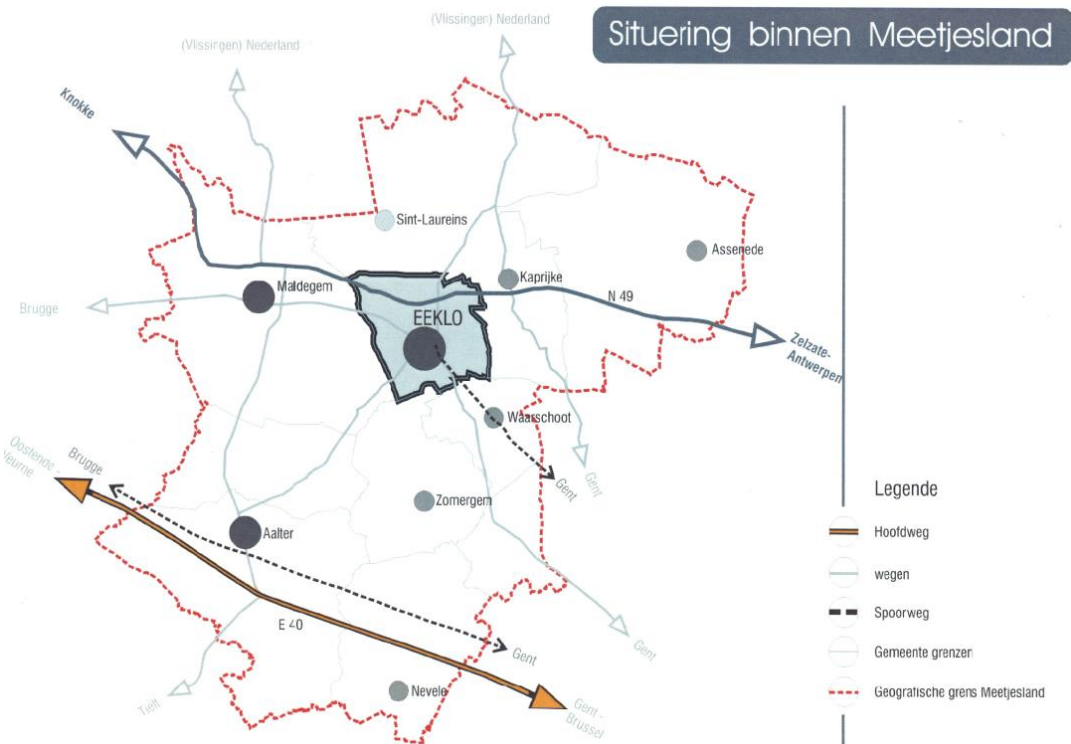 Situering binnen Meetjesland
(Vlissingen) Nederland
(Vlissingen) Nederland
Knokke
Sint-Laureins
Assenede
Kaprijke
Maldegem
N 49
Brugge
EEKLO
Zelzate-
Antwerpen
Waarschoot
Oostende -
Veurne
Brugge
Gent
Gent
Zomergem
Aalter
E 40
Gent
Gent
Nevele
Tielt
Gent -
Brussel
Legende
Hoofdweg
wegen
Spoorweg
Gemeente grenzen
Geografische grens Meetjesland